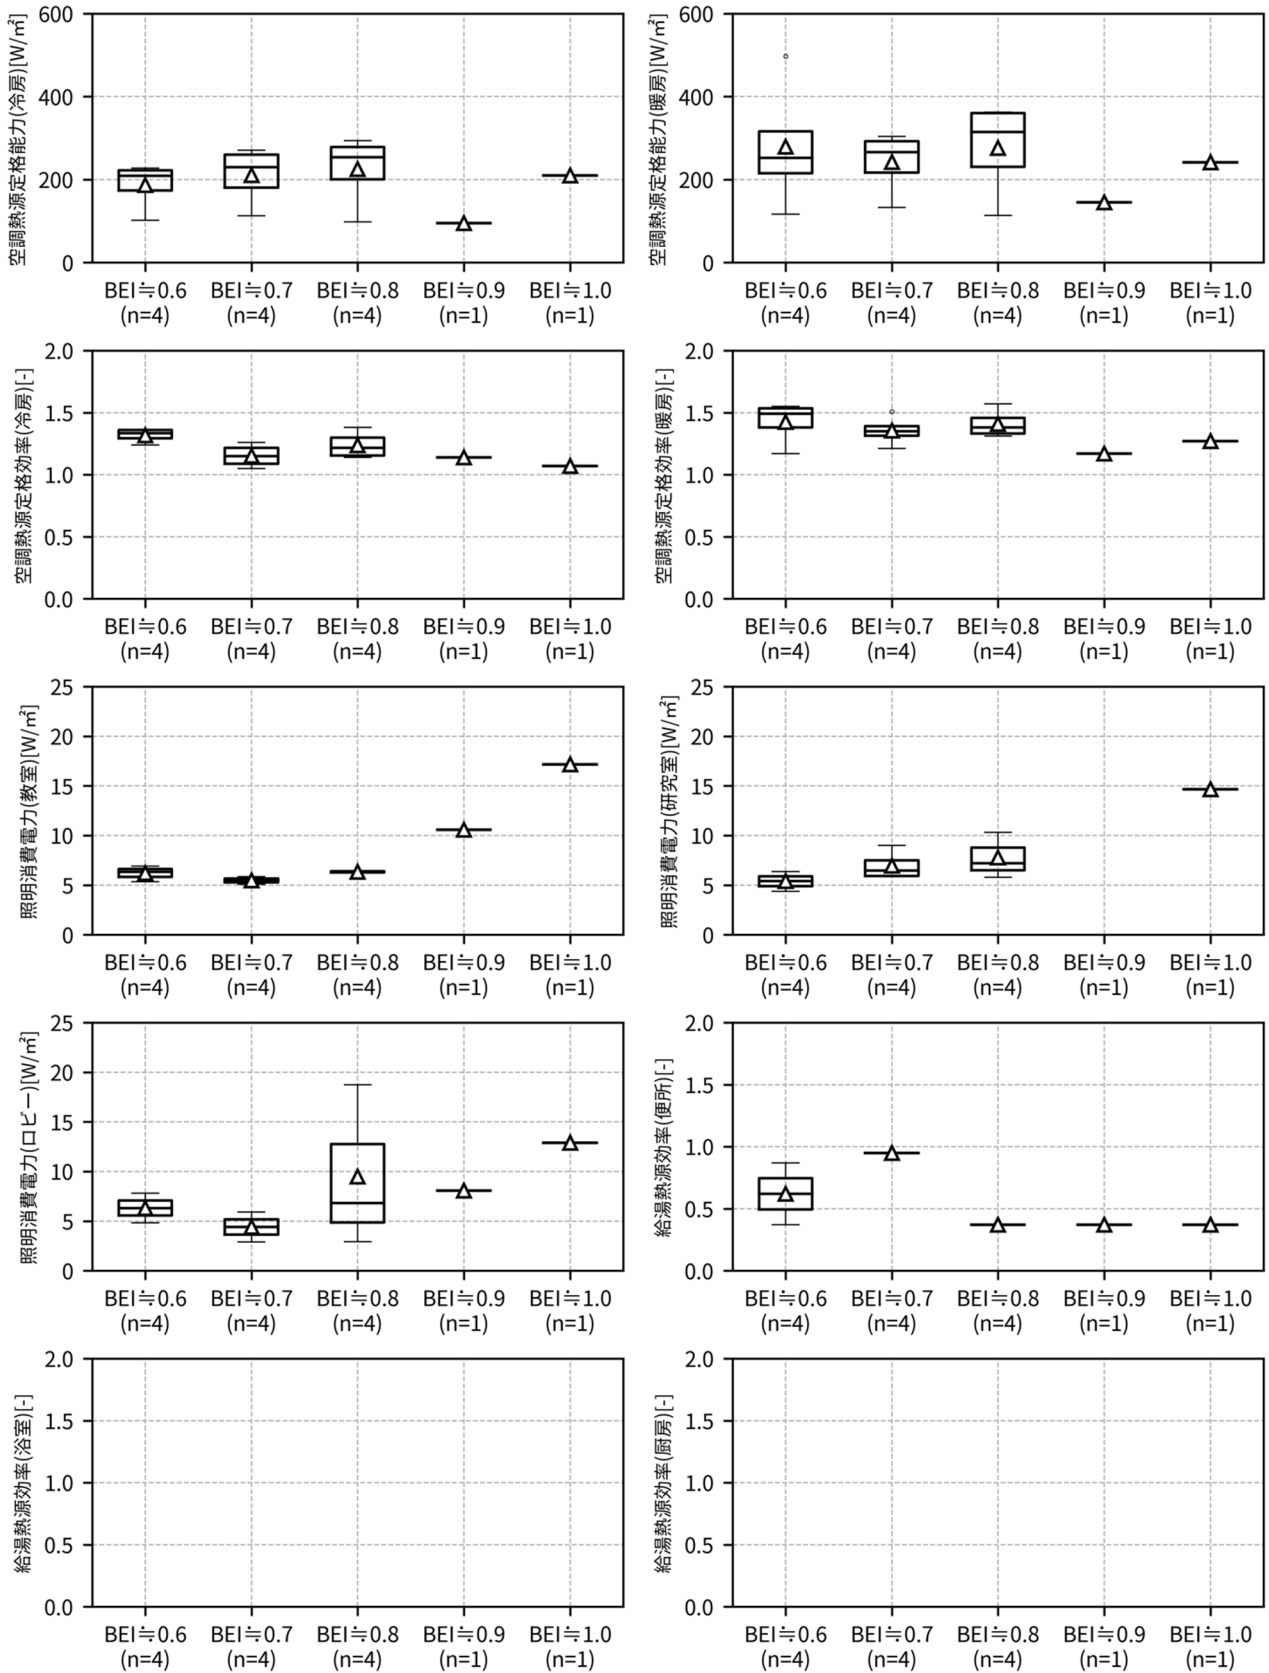 空調熱源定格能力(冷房)[W/㎡]
600
400
200
0
BEI≒0.6 BEI≒0.7 BEI≒0.8 BEI≒0.9 BEI≒1.0
(n=4) (n=4) (n=4) (n=1) (n=1)
空調熱源定格能力(暖房)[W/㎡]
600
400
200
0
BEI≒0.6 BEI≒0.7 BEI≒0.8 BEI≒0.9 BEI≒1.0
(n=4) (n=4) (n=4) (n=1) (n=1)
空調熱源定格効率(冷房)[-]
2.0
1.5
1.0
0.5
0.0
BEI≒0.6 BEI≒0.7 BEI≒0.8 BEI≒0.9 BEI≒1.0
(n=4) (n=4) (n=4) (n=1) (n=1)
空調熱源定格効率(暖房)[-]
2.0
1.5
1.0
0.5
0.0
BEI≒0.6 BEI≒0.7 BEI≒0.8 BEI≒0.9 BEI≒1.0
(n=4) (n=4) (n=4) (n=1) (n=1)
照明消費電力(教室)[W/㎡]
25
20
15
10
5
0
BEI≒0.6 BEI≒0.7 BEI≒0.8 BEI≒0.9 BEI≒1.0
(n=4) (n=4) (n=4) (n=1) (n=1)
照明消費電力(研究室)[W/㎡]
25
20
15
10
5
0
BEI≒0.6 BEI≒0.7 BEI≒0.8 BEI≒0.9 BEI≒1.0
(n=4) (n=4) (n=4) (n=1) (n=1)
照明消費電力(ロビー)[W/㎡]
25
20
15
10
5
0
BEI≒0.6 BEI≒0.7 BEI≒0.8 BEI≒0.9 BEI≒1.0
(n=4) (n=4) (n=4) (n=1) (n=1)
給湯熱源効率(便所)[-]
2.0
1.5
1.0
0.5
0.0
BEI≒0.6 BEI≒0.7 BEI≒0.8 BEI≒0.9 BEI≒1.0
(n=4) (n=4) (n=4) (n=1) (n=1)
給湯熱源効率(浴室)[-]
2.0
1.5
1.0
0.5
0.0
BEI≒0.6 BEI≒0.7 BEI≒0.8 BEI≒0.9 BEI≒1.0
(n=4) (n=4) (n=4) (n=1) (n=1)
給湯熱源効率(厨房)[-]
2.0
1.5
1.0
0.5
0.0
BEI≒0.6 BEI≒0.7 BEI≒0.8 BEI≒0.9 BEI≒1.0
(n=4) (n=4) (n=4) (n=1) (n=1)